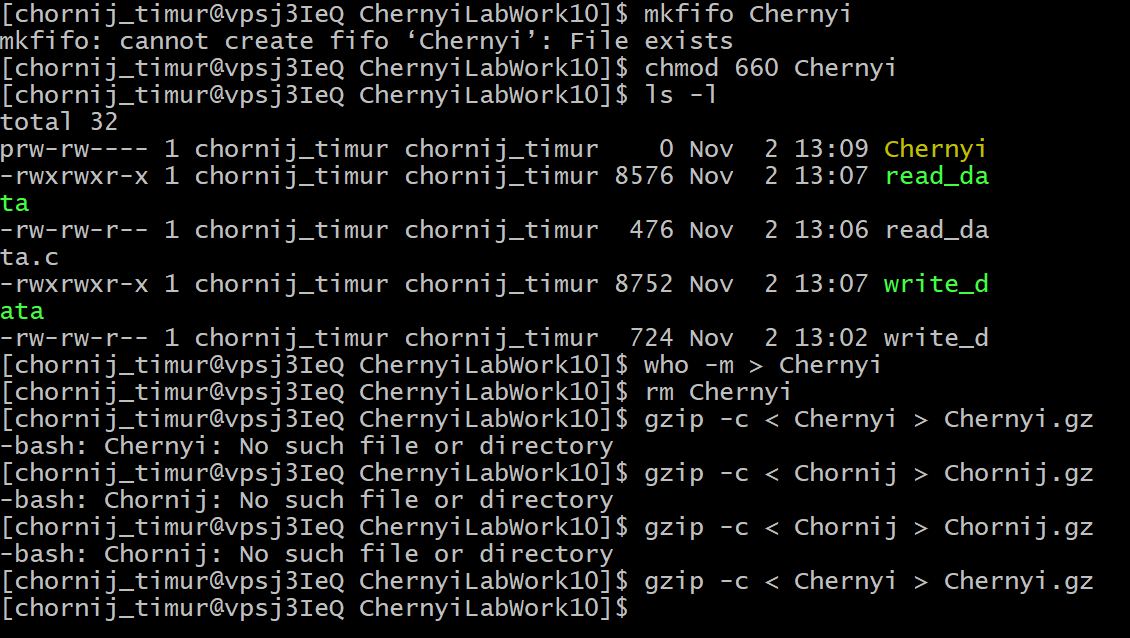 [chornij_timur@vpsj3IeQ ChernyiLabWork10]$ mkfifo Chernyi
mkfifo: cannot create fifo ‘Chernyi’: File exists
[chornij_timur@vpsj3IeQ ChernyiLabWork10]$ chmod 660 Chernyi
[chornij_timur@vpsj3IeQ ChernyiLabWork10]$ ls -l
total 32
prw-rw---- 1 chornij_timur chornij_timur    0 Nov  2 13:09 Chernyi
-rwxrwxr-x 1 chornij_timur chornij_timur 8576 Nov  2 13:07 read_da
ta
-rw-rw-r-- 1 chornij_timur chornij_timur  476 Nov  2 13:06 read_da
ta.c
-rwxrwxr-x 1 chornij_timur chornij_timur 8752 Nov  2 13:07 write_d
ata
-rw-rw-r-- 1 chornij_timur chornij_timur  724 Nov  2 13:02 write_d
[chornij_timur@vpsj3IeQ ChernyiLabWork10]$ who -m > Chernyi
[chornij_timur@vpsj3IeQ ChernyiLabWork10]$ rm Chernyi
[chornij_timur@vpsj3IeQ ChernyiLabWork10]$ gzip -c < Chernyi > Chernyi.gz
-bash: Chernyi: No such file or directory
[chornij_timur@vpsj3IeQ ChernyiLabWork10]$ gzip -c < Chornij > Chornij.gz
-bash: Chornij: No such file or directory
[chornij_timur@vpsj3IeQ ChernyiLabWork10]$ gzip -c < Chornij > Chornij.gz
-bash: Chornij: No such file or directory
[chornij_timur@vpsj3IeQ ChernyiLabWork10]$ gzip -c < Chernyi > Chernyi.gz
[chornij_timur@vpsj3IeQ ChernyiLabWork10]$